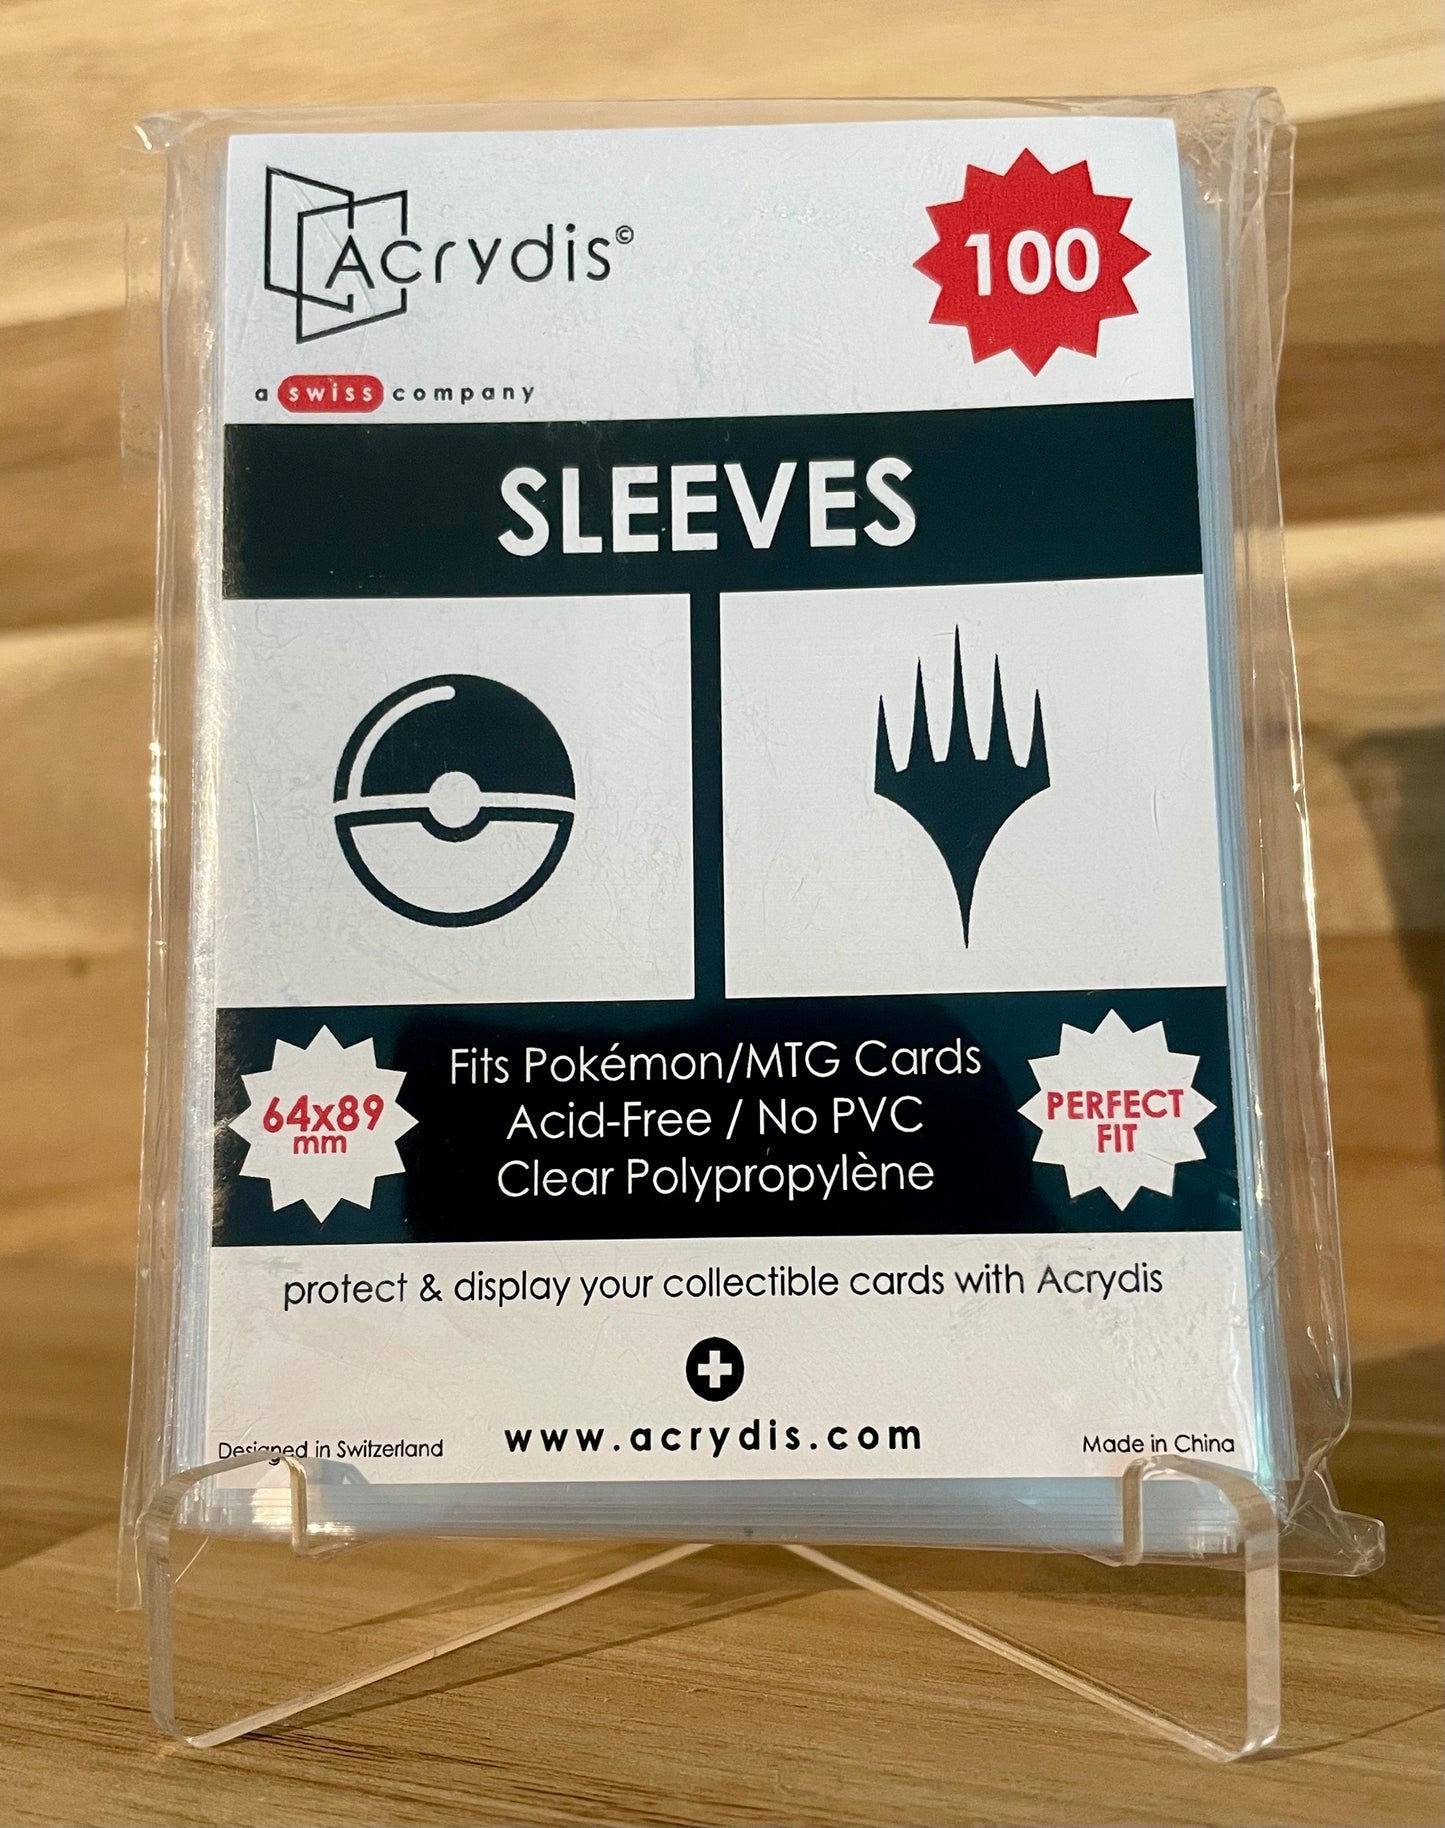 Acrydis©
100
a swiss company
SLEEVES
64x89
mm
Fits Pokémon/MTG Cards
Acid-Free / No PVC
Clear Polypropylène
PERFECT
FIT
protect & display your collectible cards with Acrydis
www.acrydis.com
Designed in Switzerland
Made in China